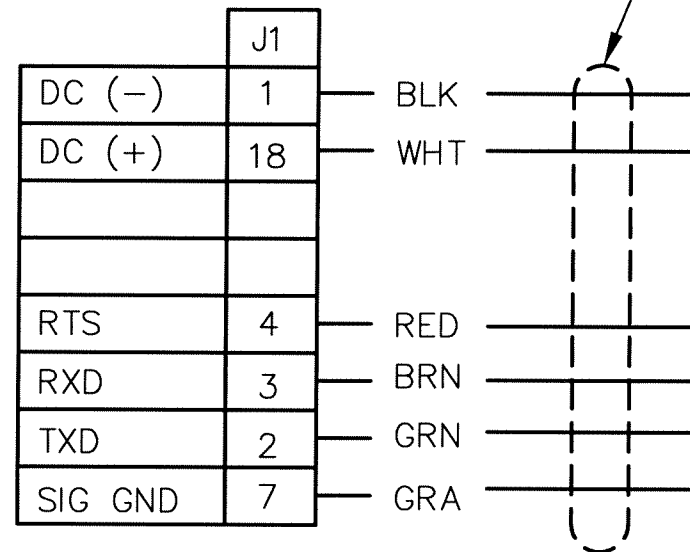 J1
DC (-) 1 BLK
DC (+) 18 WHT
RTS 4 RED
RXD 3 BRN
TXD 2 GRN
SIG GND 7 GRA